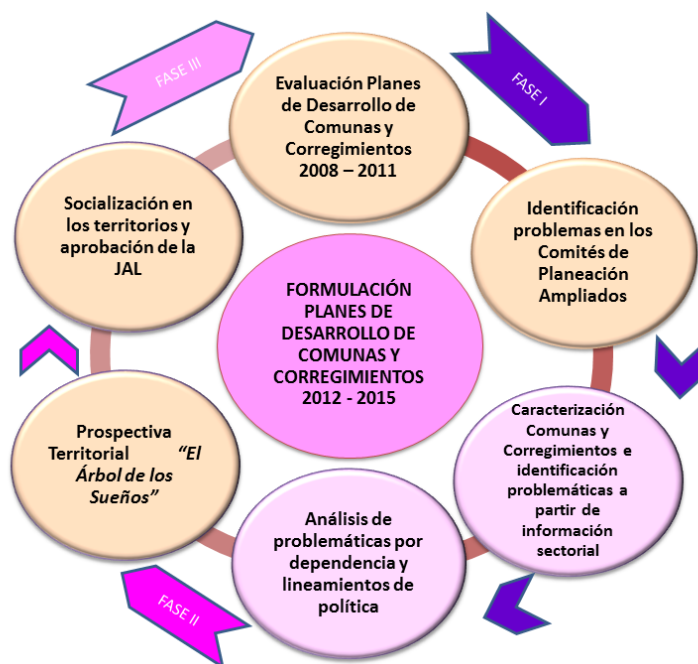 FASE III
FASE I
Evaluación Planes
de Desarrollo de
Comunas y
Corregimientos
2008 – 2011
Identificación
problemas en los
Comités de
Planeación
Ampliados
Caracterización
Comunas y
Corregimientos e
identificación
problemáticas a
partir de
información
sectorial
Análisis de
problemáticas por
dependencia y
lineamientos de
política
FASE II
Prospectiva
Territorial "El
Árbol de los
Sueños"
Socialización en
los territorios y
aprobación de la
JAL
FORMULACIÓN
PLANES DE
DESARROLLO DE
COMUNAS Y
CORREGIMIENTOS
2012 - 2015